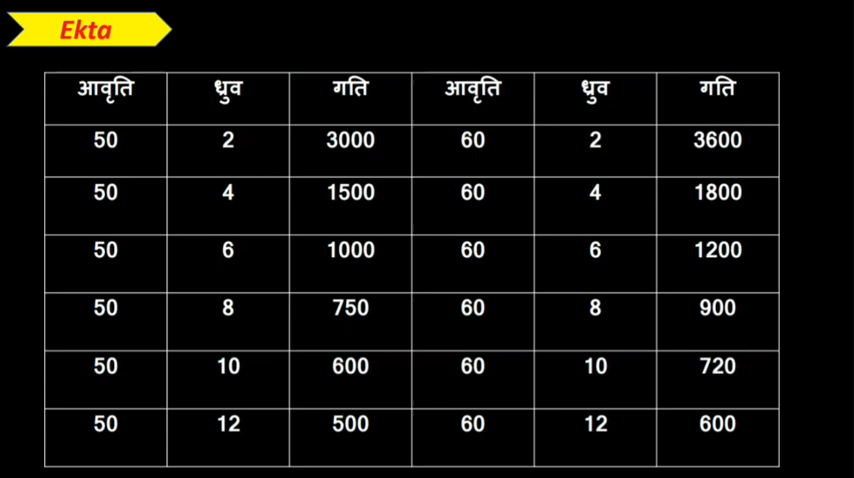 Ekta
आवृति ध्रुव गति आवृति ध्रुव गति
50 2 3000 60 2 3600
50 4 1500 60 4 1800
50 6 1000 60 6 1200
50 8 750 60 8 900
50 10 600 60 10 720
50 12 500 60 12 600